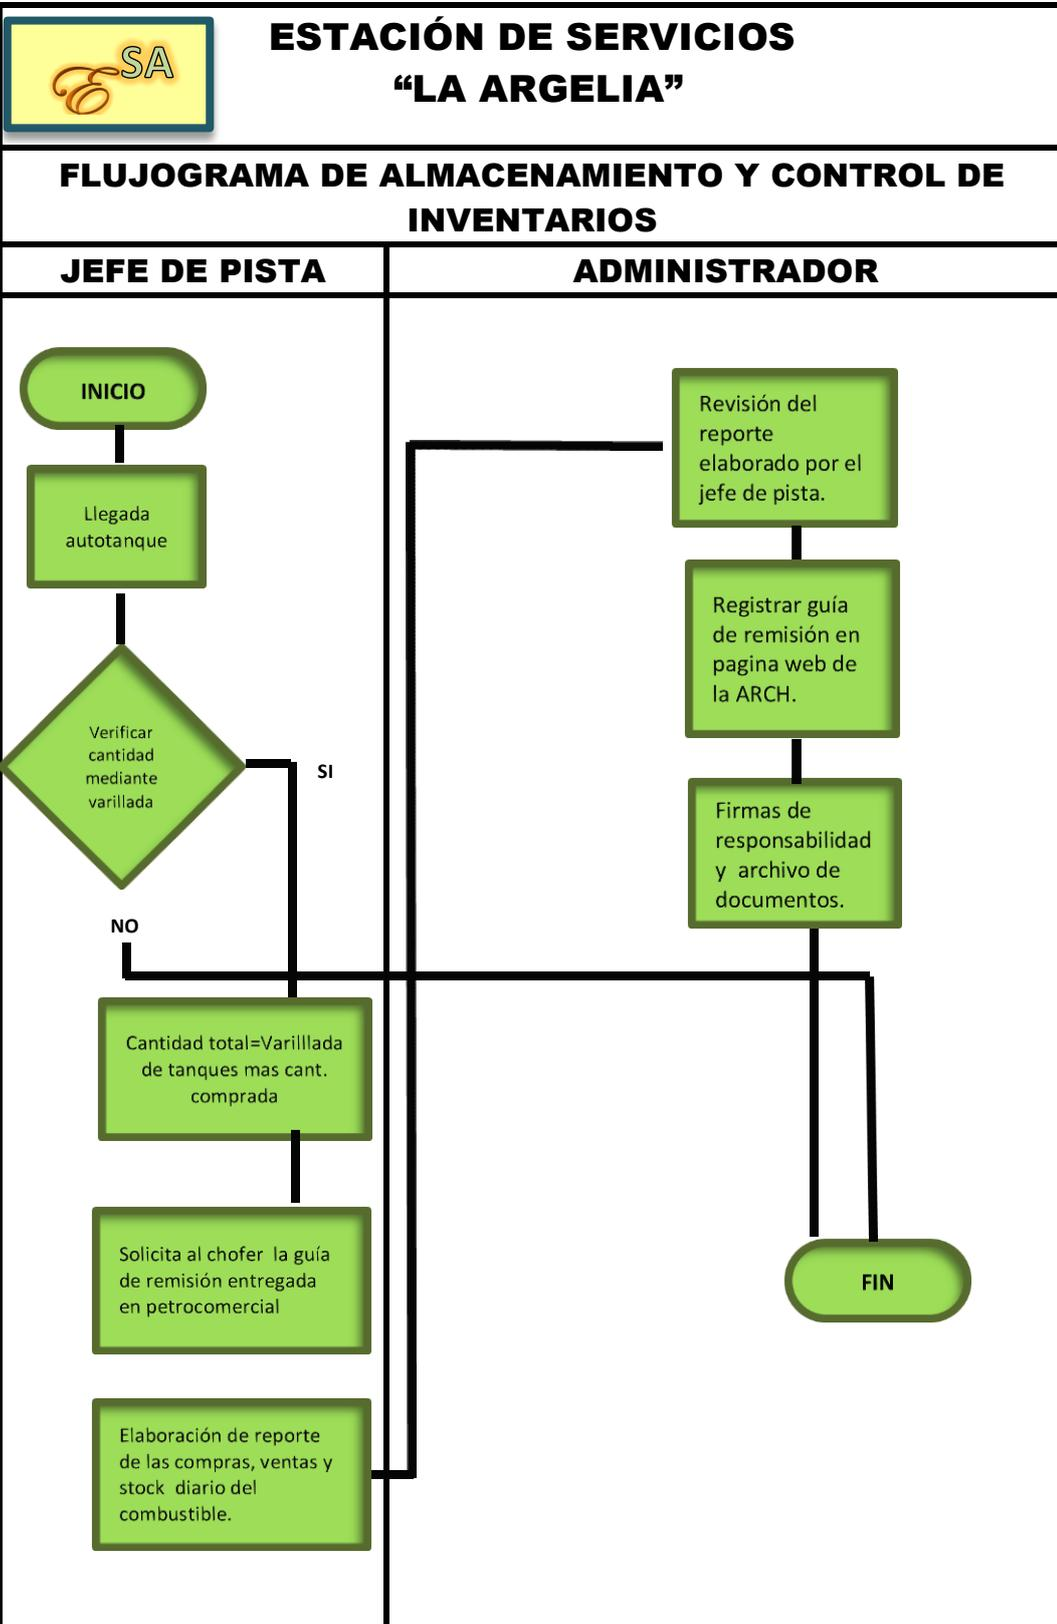 ESA
ESTACIÓN DE SERVICIOS
“LA ARGELIA”
FLUJOGRAMA DE ALMACENAMIENTO Y CONTROL DE
INVENTARIOS
JEFE DE PISTA
ADMINISTRADOR
INICIO
Llegada
autotanque
Verificar
cantidad
mediante
varillada
SI
NO
Cantidad total=Varilllada
de tanques mas cant.
comprada
Solicita al chofer  la guía
de remisión entregada
en petrocomercial
Elaboración de reporte
de las compras, ventas y
stock  diario del
combustible.
Revisión del
reporte
elaborado por el
jefe de pista.
Registrar guía
de remisión en
pagina web de
la ARCH.
Firmas de
responsabilidad
y  archivo de
documentos.
FIN